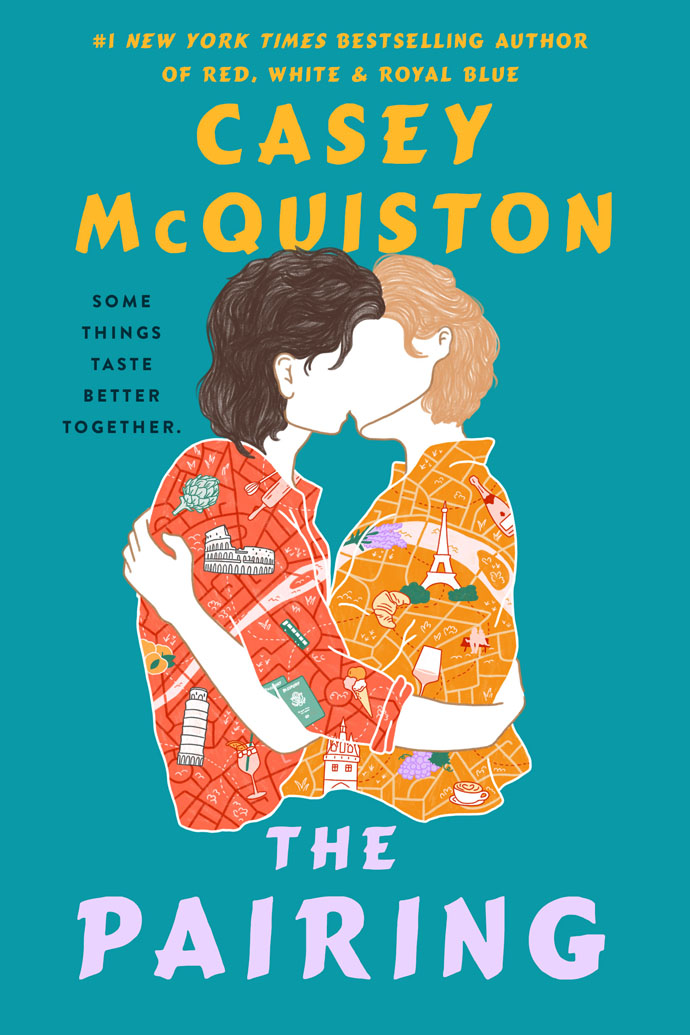 #1 NEW YORK TIMES BESTSELLING AUTHOR
OF RED, WHITE & ROYAL BLUE
CASEY
McQUISTON
SOME
THINGS
TASTE
BETTER
TOGETHER.
THE
PAIRING